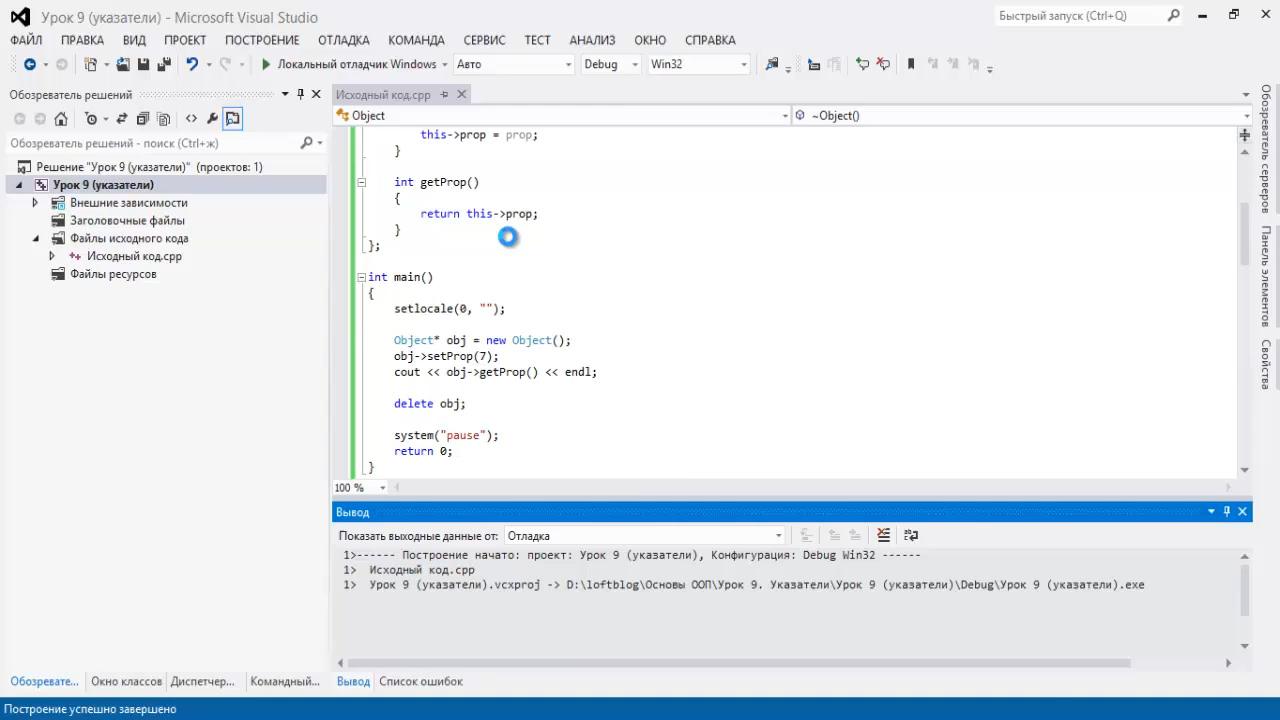 Урок 9 (указатели) - Microsoft Visual Studio
Быстрый запуск (Ctrl+Q)
ФАЙЛ ПРАВКА ВИД ПРОЕКТ ПОСТРОЕНИЕ ОТЛАДКА КОМАНДА СЕРВИС ТЕСТ АНАЛИЗ ОКНО СПРАВКА
Локальный отладчик Windows Авто Debug Win32
Обозреватель решений
Обозреватель решений - поиск (Ctrl+ж)
Решение "Урок 9 (указатели)" (проектов: 1)
Урок 9 (указатели)
Внешние зависимости
Заголовочные файлы
Файлы исходного кода
Исходный код.cpp
Файлы ресурсов
Обозревате... Окно классов Диспетчер... Командный...
Исходный код.cpp
Object ~Object()
this->prop = prop;
}
int getProp()
{
return this->prop;
}
};
int main()
{
setlocale(0, "");
Object* obj = new Object();
obj->setProp(7);
cout << obj->getProp() << endl;
delete obj;
system("pause");
return 0;
}
100 %
Вывод
Показать выходные данные от: Отладка
1>------ Построение начато: проект: Урок 9 (указатели), Конфигурация: Debug Win32 ------
1> Исходный код.cpp
1> Урок 9 (указатели).vcxproj -> D:\loftblog\Основы ООП\Урок 9. Указатели\Урок 9 (указатели)\Debug\Урок 9 (указатели).exe
Вывод Список ошибок
Обозреватель серверов
Панель элементов
Свойства
Построение успешно завершено